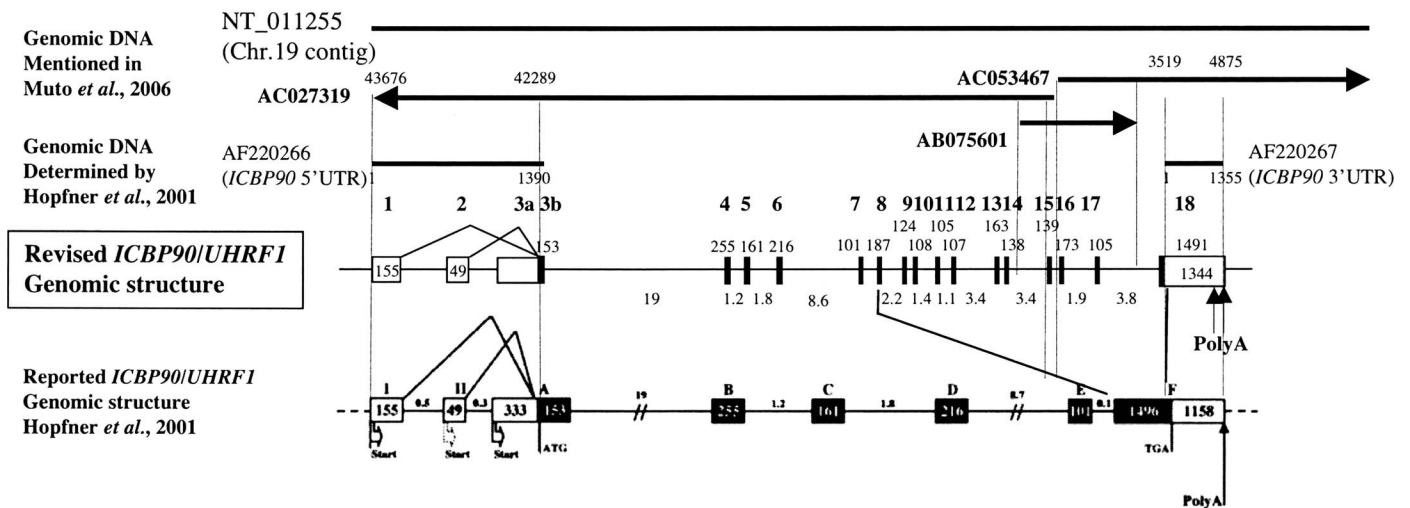 NT_011255
(Chr.19 contig)
Genomic DNA
Mentioned in
Muto et al., 2006
43676
42289
3519
4875
AC027319
AC053467
AB075601
Genomic DNA
Determined by
Hopfner et al., 2001
AF220266
(ICBP90 5'UTR)
1
1390
1
1355
AF220267
(ICBP90 3'UTR)
1 2 3a 3b 4 5 6 7 8 9 10 11 12 13 14 15 16 17 18
124 105 163 139
153 255 161 216 101 187 108 107 138 173 105 1491
Revised ICBP90/UHRF1
Genomic structure
155 49 1344
19 1.2 1.8 8.6 2.2 1.4 1.1 3.4 3.4 1.9 3.8
PolyA
Reported ICBP90/UHRF1
Genomic structure
Hopfner et al., 2001
I II A B C D E F
155 0.5 49 0.3 333 153 19 255 1.2 161 1.8 216 8.7 101 0.1 1496 1158
Start Start Start ATG TGA
PolyA